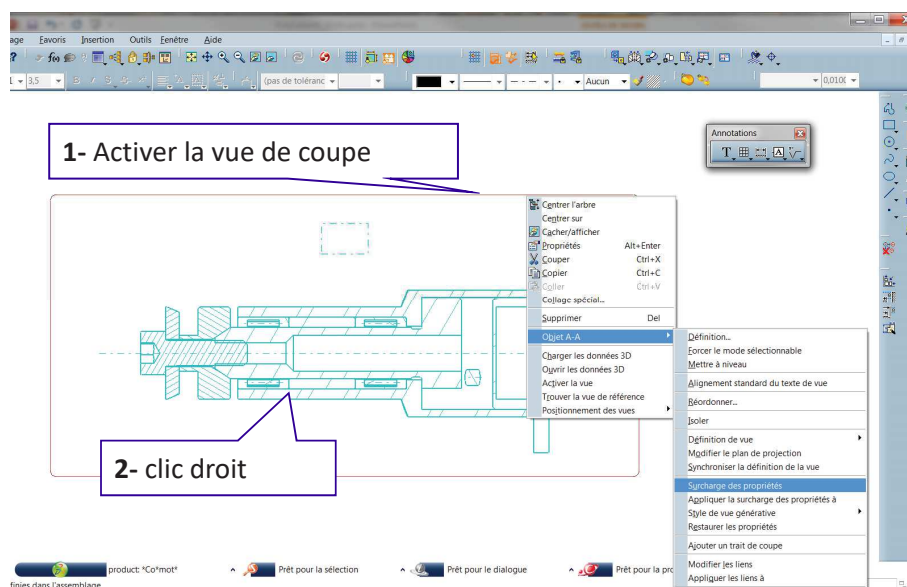 age Favoris Insertion Outils Fenêtre Aide
3,5 B I S (pas de toléranc Aucun 0,010(
Annotations
1- Activer la vue de coupe
Centrer l'arbre
Centrer sur
Cacher/afficher
Propriétés Alt+Enter
Couper Ctrl+X
Copier Ctrl+C
Coller Ctrl+V
Collage spécial...
Supprimer Del
Objet A-A
Charger les données 3D
Ouvrir les données 3D
Activer la vue
Trouver la vue de référence
Positionnement des vues
Définition...
Forcer le mode sélectionnable
Mettre à niveau
Alignement standard du texte de vue
Réordonner...
Isoler
Définition de vue
Modifier le plan de projection
Synchroniser la définition de la vue
Surcharge des propriétés
Appliquer la surcharge des propriétés à
Style de vue générative
Restaurer les propriétés
Ajouter un trait de coupe
Modifier les liens
Appliguer les liens à
2- clic droit
product: *Co*mot* Prêt pour la sélection Prêt pour le dialogue Prêt pour la pro
finies dans l'assemblage